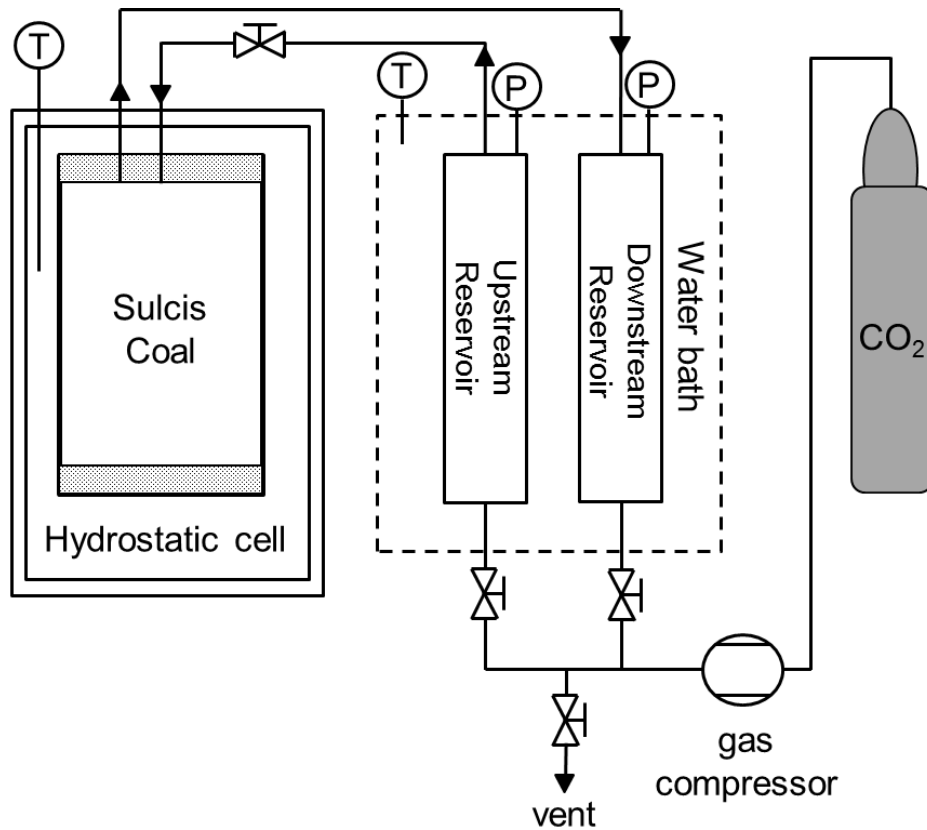 T
T
P
P
Sulcis
Coal
Upstream
Reservoir
Downstream
Reservoir
Water bath
CO₂
Hydrostatic cell
gas
compressor
vent